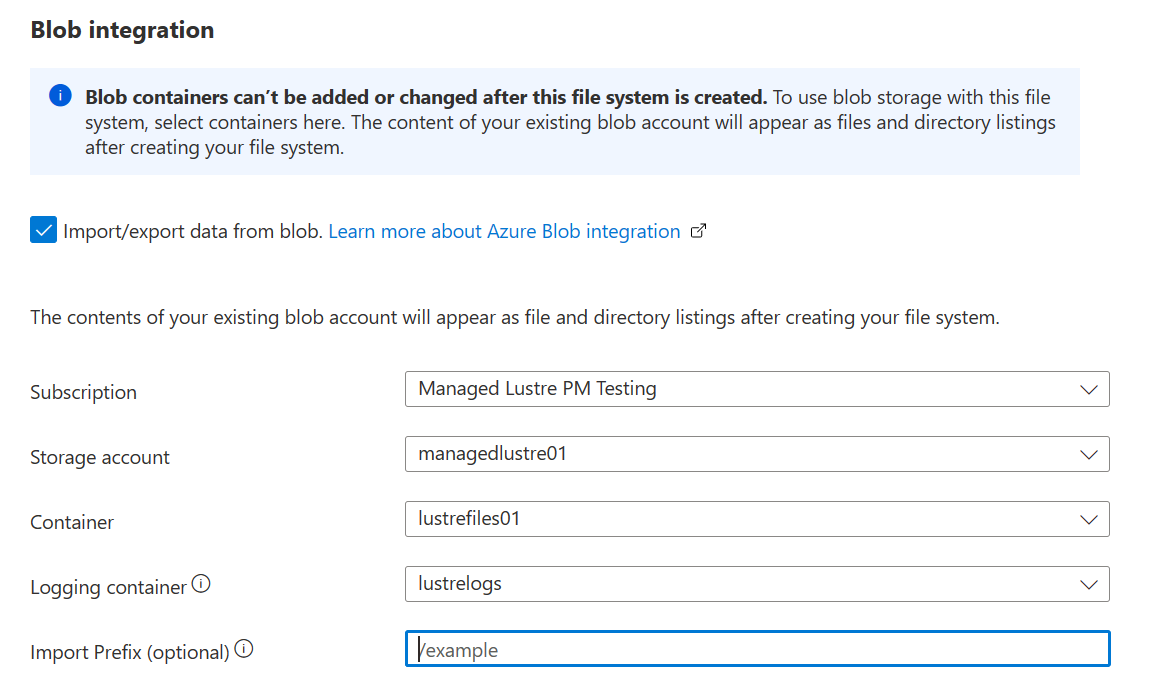 Blob integration
Blob containers can’t be added or changed after this file system is created. To use blob storage with this file
system, select containers here. The content of your existing blob account will appear as files and directory listings
after creating your file system.
Import/export data from blob. Learn more about Azure Blob integration
The contents of your existing blob account will appear as file and directory listings after creating your file system.
Subscription Managed Lustre PM Testing
Storage account managedlustre01
Container lustrefiles01
Logging container lustrelogs
Import Prefix (optional) /example